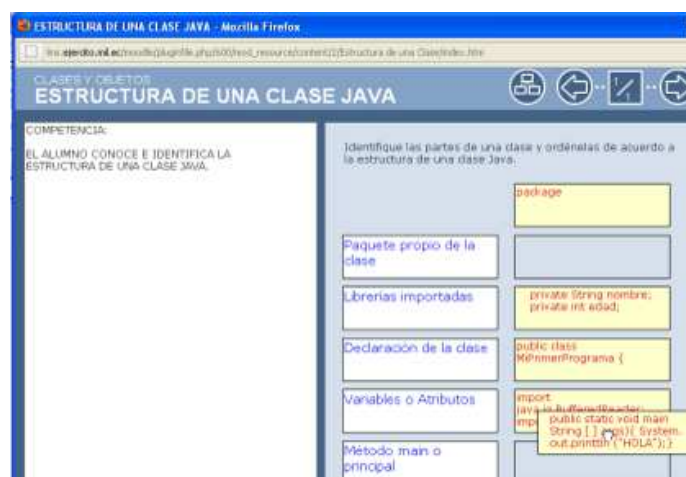 ESTRUCTURA DE UNA CLASE JAVA - Mozilla Firefox
CLASES Y OBJETOS
ESTRUCTURA DE UNA CLASE JAVA
1/1
COMPETENCIA:
EL ALUMNO CONOCE E IDENTIFICA LA
ESTRUCTURA DE UNA CLASE JAVA.
Identifique las partes de una clase y ordénelas de acuerdo a
la estructura de una clase Java.
package
Paquete propio de la
clase
Librerías importadas
private String nombre;
private int edad;
Declaración de la clase
public class
MiPrimerPrograma {
Variables o Atributos
import
public static void main
String [ ] args){ System.
out.println ("HOLA"); }
Método main o
principal